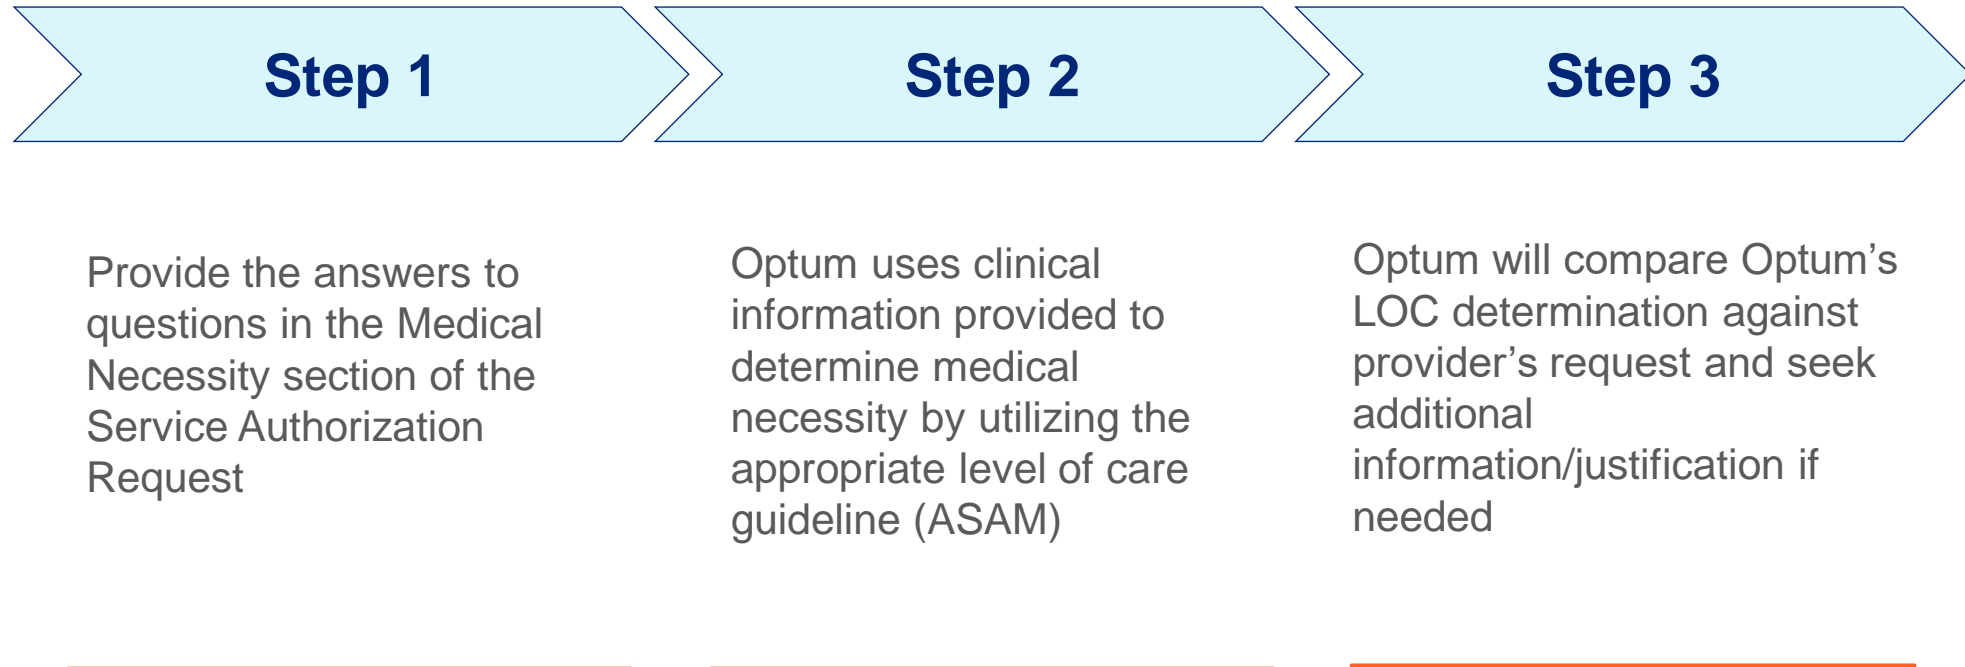 Step 1
Step 2
Step 3
Provide the answers to
questions in the Medical
Necessity section of the
Service Authorization
Request
Optum uses clinical
information provided to
determine medical
necessity by utilizing the
appropriate level of care
guideline (ASAM)
Optum will compare Optum’s
LOC determination against
provider’s request and seek
additional
information/justification if
needed